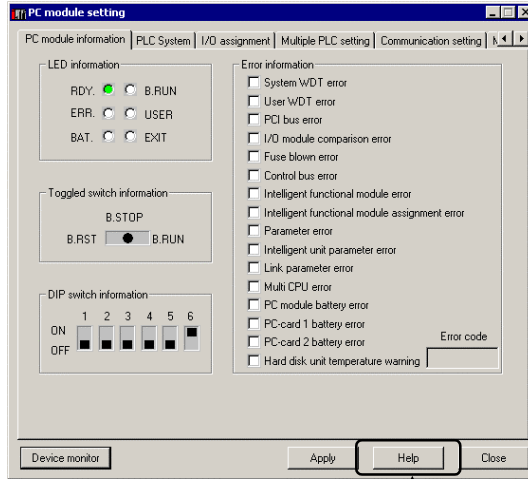 PC module setting
PC module information PLC System I/O assignment Multiple PLC setting Communication setting
LED information
RDY. B.RUN
ERR. USER
BAT. EXIT
Toggled switch information
B.STOP
B.RST B.RUN
DIP switch information
1 2 3 4 5 6
ON
OFF
Error information
System WDT error
User WDT error
PCI bus error
I/O module comparison error
Fuse blown error
Control bus error
Intelligent functional module error
Intelligent functional module assignment error
Parameter error
Intelligent unit parameter error
Link parameter error
Multi CPU error
PC module battery error
PC-card 1 battery error
PC-card 2 battery error
Hard disk unit temperature warning
Error code
Device monitor Apply Help Close